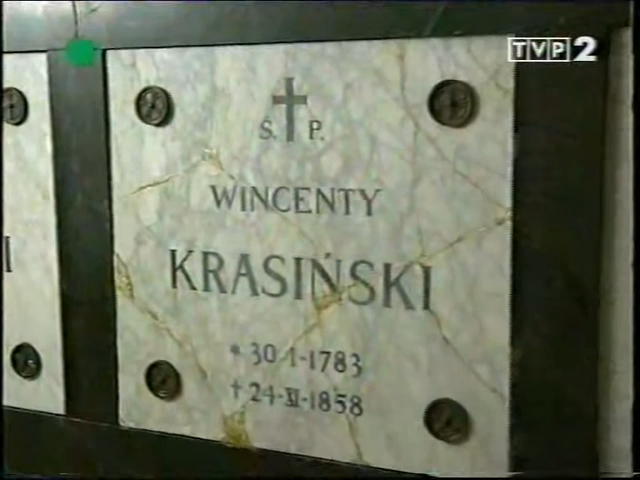 TVP2
Ś. P.
WINCENTY
KRASIŃSKI
* 30-I-1783
† 24-XI-1858
I